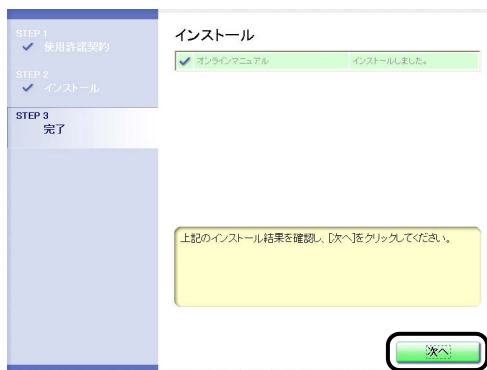 STEP 1
使用許諾契約
STEP 2
インストール
STEP 3
完了
インストール
オンラインマニュアル インストールしました。
上記のインストール結果を確認し、[次へ]をクリックしてください。
次へ